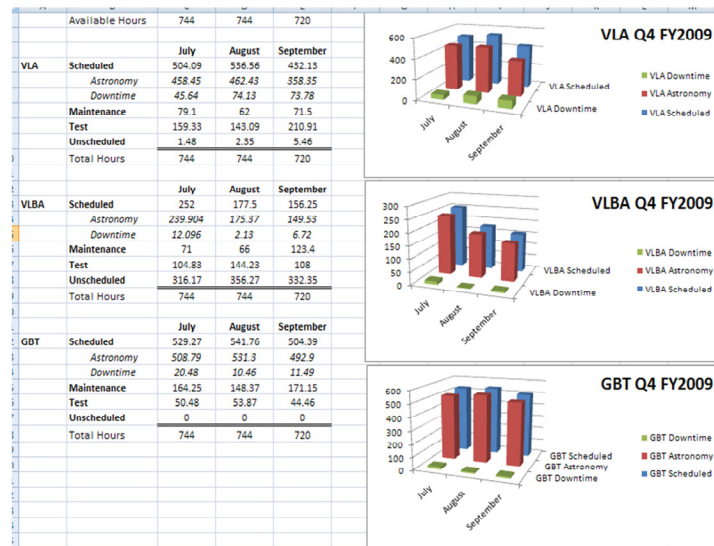 Available Hours 744 744 720
July August September
VLA Scheduled 504.09 536.56 432.13
Astronomy 458.45 462.43 358.35
Downtime 45.64 74.13 73.78
Maintenance 79.1 62 71.5
Test 159.33 143.09 210.91
Unscheduled 1.48 2.35 5.46
Total Hours 744 744 720
July August September
VLBA Scheduled 252 177.5 156.25
Astronomy 239.904 175.37 149.53
Downtime 12.096 2.13 6.72
Maintenance 71 66 123.4
Test 104.83 144.23 108
Unscheduled 316.17 356.27 332.35
Total Hours 744 744 720
July August September
GBT Scheduled 529.27 541.76 504.39
Astronomy 508.79 531.3 492.9
Downtime 20.48 10.46 11.49
Maintenance 164.25 148.37 171.15
Test 50.48 53.87 44.46
Unscheduled 0 0 0
Total Hours 744 744 720
VLA Q4 FY2009
600
400
200
0
July
August
September
VLA Scheduled
VLA Downtime
VLA Downtime
VLA Astronomy
VLA Scheduled
VLBA Q4 FY2009
300
250
200
150
100
50
0
July
August
September
VLBA Scheduled
VLBA Downtime
VLBA Downtime
VLBA Astronomy
VLBA Scheduled
GBT Q4 FY2009
600
500
400
300
200
100
0
July
August
September
GBT Scheduled
GBT Astronomy
GBT Downtime
GBT Downtime
GBT Astronomy
GBT Scheduled